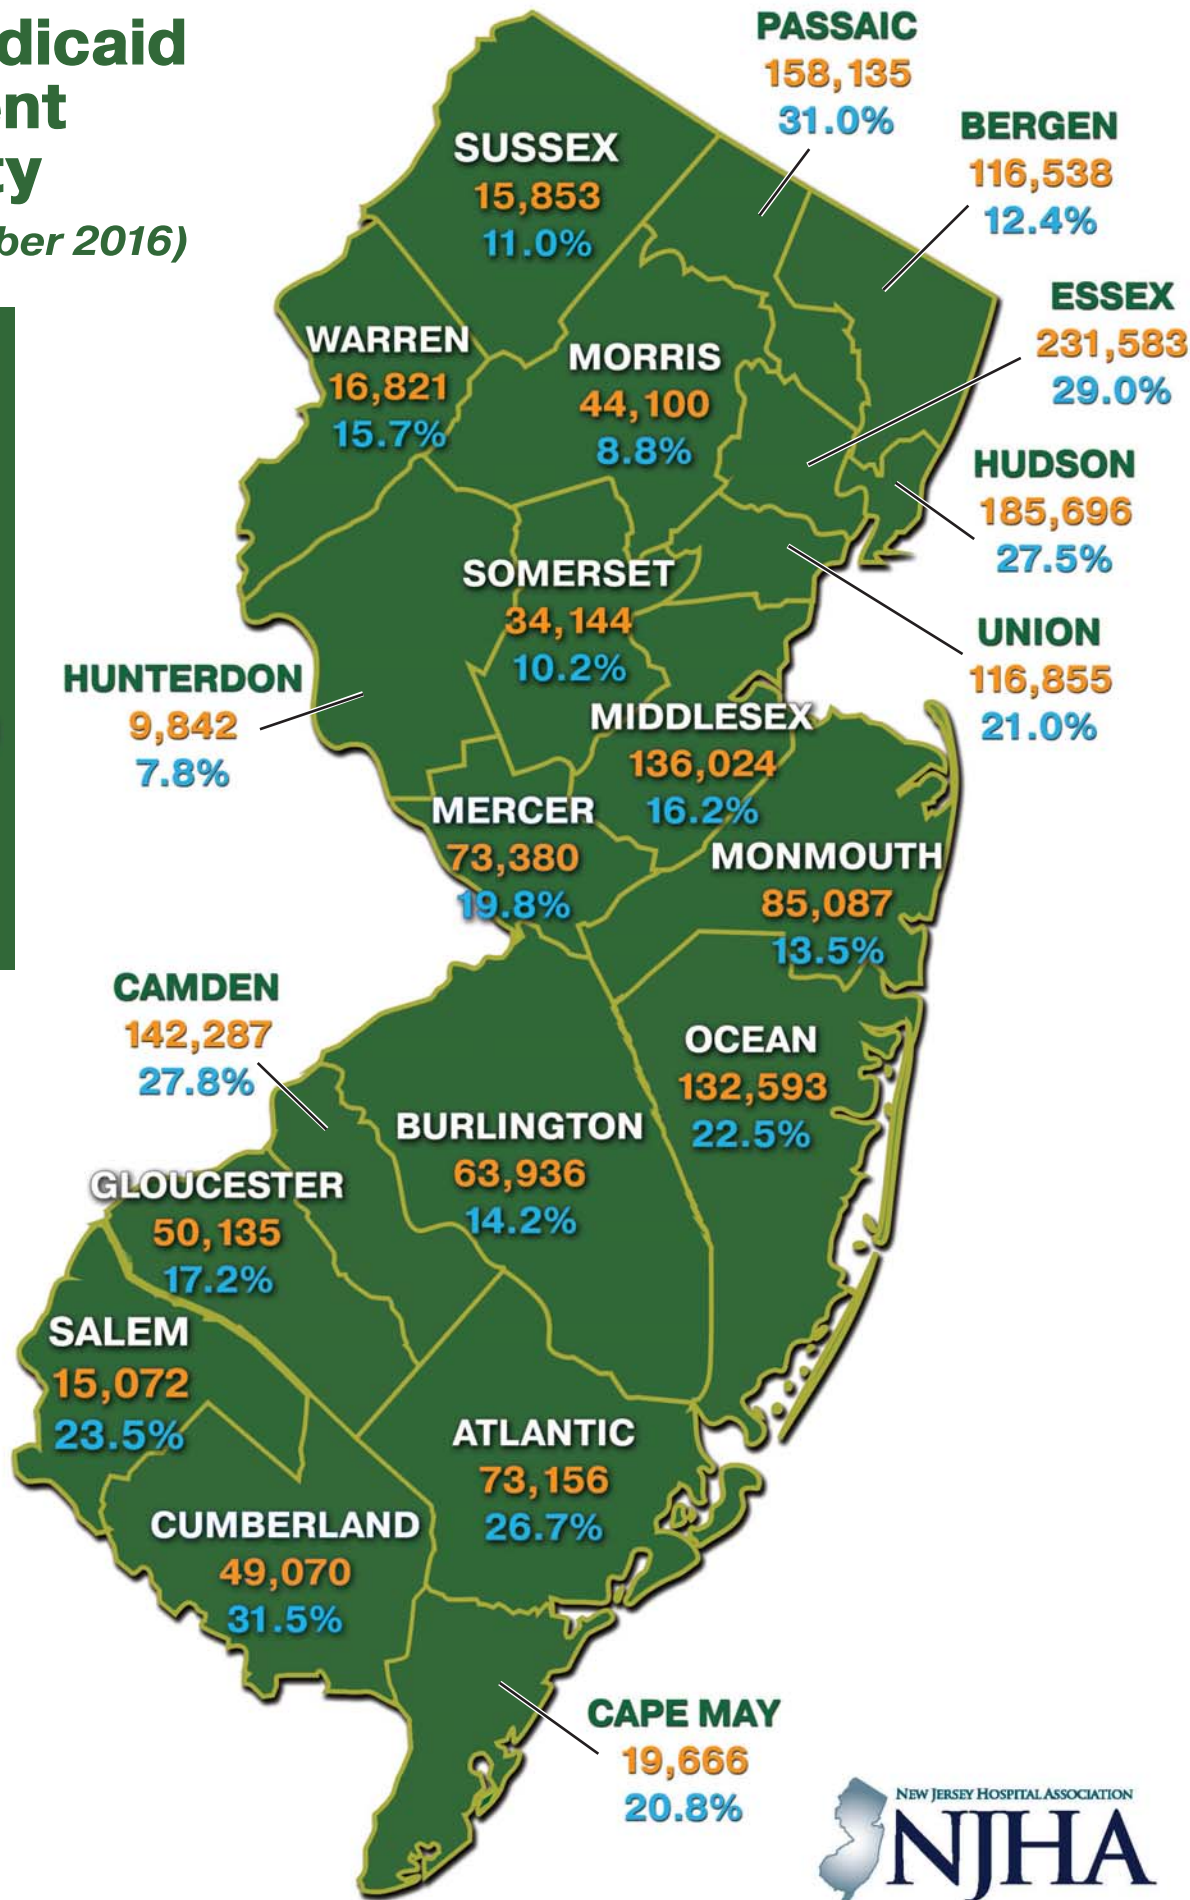 dicaid
ent
ty
ber 2016)
PASSAIC
158,135
31.0%
BERGEN
116,538
12.4%
SUSSEX
15,853
11.0%
ESSEX
231,583
29.0%
WARREN
16,821
15.7%
MORRIS
44,100
8.8%
HUDSON
185,696
27.5%
SOMERSET
34,144
10.2%
UNION
116,855
21.0%
HUNTERDON
9,842
7.8%
MIDDLESEX
136,024
16.2%
MERCER
73,380
19.8%
MONMOUTH
85,087
13.5%
CAMDEN
142,287
27.8%
OCEAN
132,593
22.5%
BURLINGTON
63,936
14.2%
GLOUCESTER
50,135
17.2%
SALEM
15,072
23.5%
ATLANTIC
73,156
26.7%
CUMBERLAND
49,070
31.5%
CAPE MAY
19,666
20.8%
NEW JERSEY HOSPITAL ASSOCIATION
NJHA